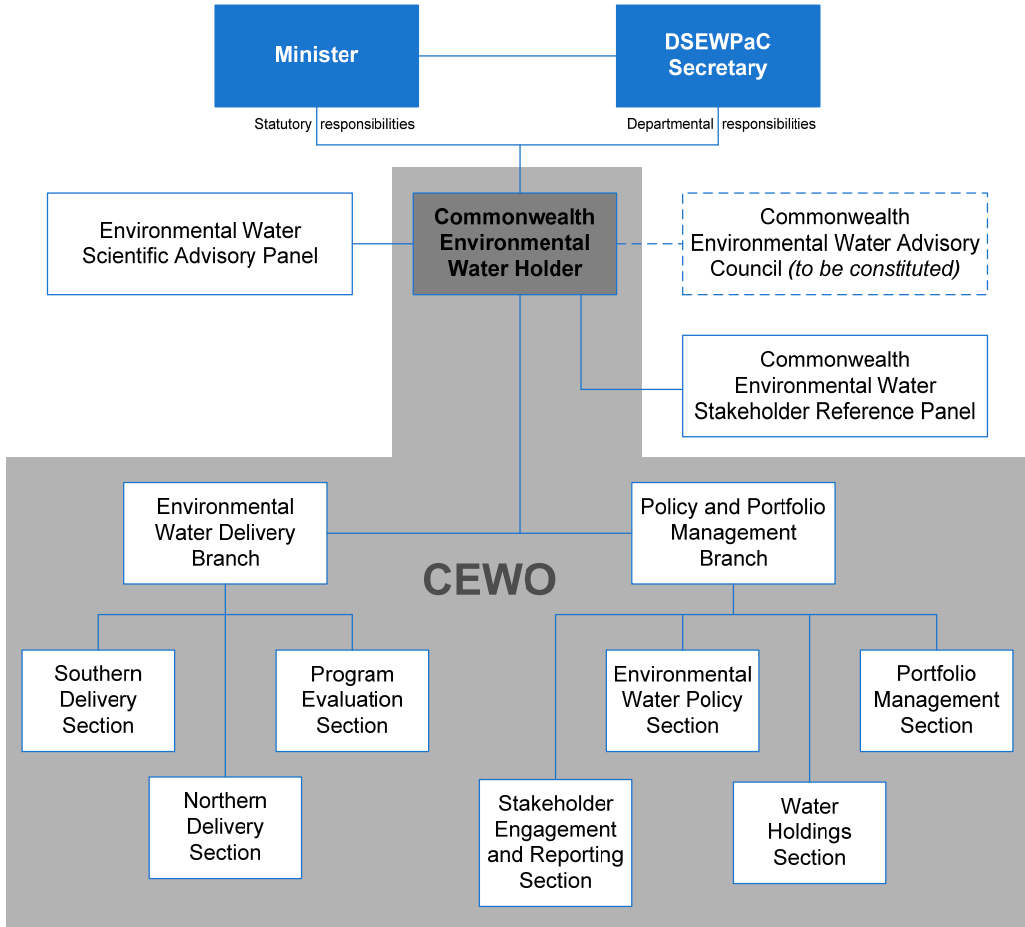 Minister
DSEWPaC
Secretary
Statutory responsibilities
Departmental responsibilities
Environmental Water
Scientific Advisory Panel
Commonwealth
Environmental
Water Holder
Commonwealth
Environmental Water Advisory
Council (to be constituted)
Commonwealth
Environmental Water
Stakeholder Reference Panel
Environmental
Water Delivery
Branch
Policy and Portfolio
Management
Branch
CEWO
Southern
Delivery
Section
Program
Evaluation
Section
Environmental
Water Policy
Section
Portfolio
Management
Section
Northern
Delivery
Section
Stakeholder
Engagement
and Reporting
Section
Water
Holdings
Section